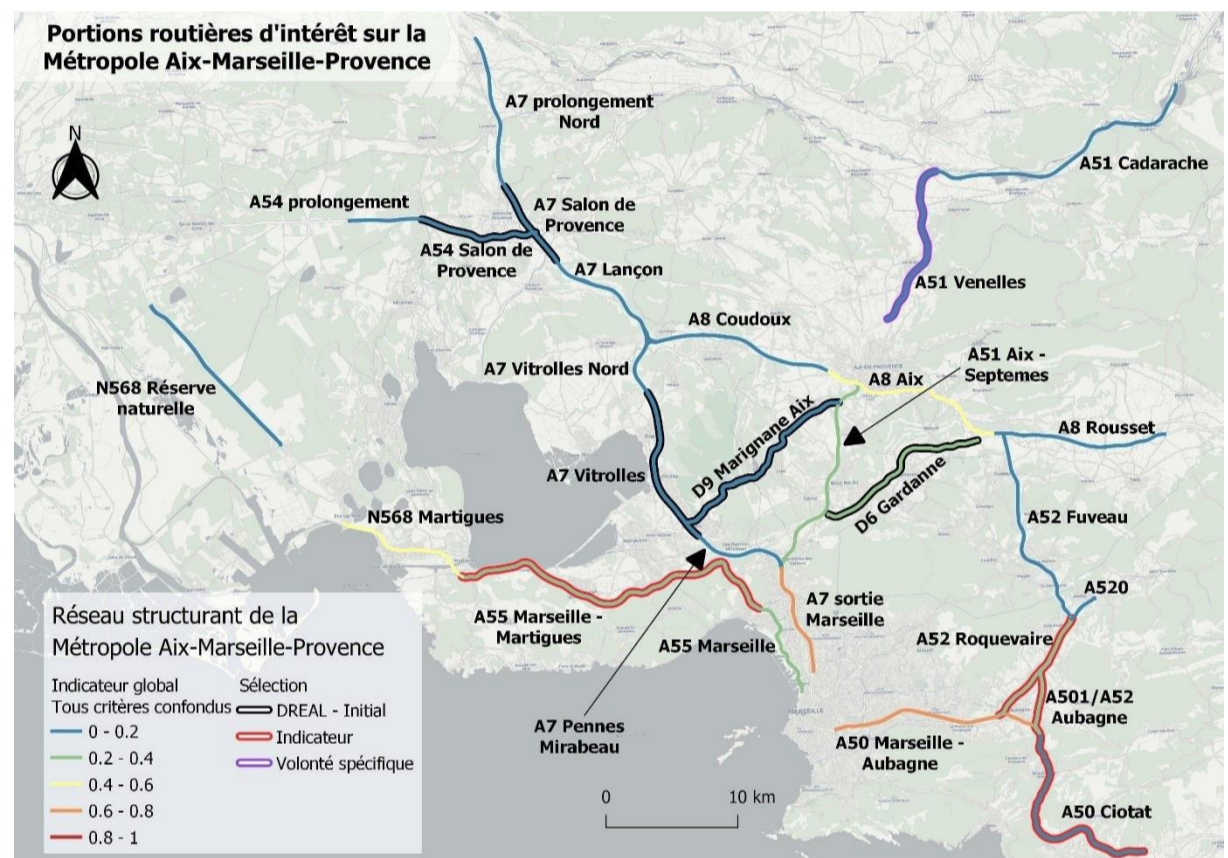 Portions routières d'intérêt sur la
Métropole Aix-Marseille-Provence
N
A7 prolongement
Nord
A51 Cadarache
A54 prolongement
A7 Salon de
Provence
A54 Salon de
Provence
A7 Lançon
A51 Venelles
A8 Coudoux
A7 Vitrolles Nord
A51 Aix -
Septemes
A8 Aix
N568 Réserve
naturelle
A8 Rousset
D9 Marignane Aix
A7 Vitrolles
D6 Gardanne
N568 Martigues
A52 Fuveau
A520
A7 sortie
Marseille
A55 Marseille -
Martigues
A55 Marseille
A52 Roquevaire
A501/A52
Aubagne
MARSEILLE
A7 Pennes
Mirabeau
A50 Marseille -
Aubagne
A50 Ciotat
0 10 km
Réseau structurant de la
Métropole Aix-Marseille-Provence
Indicateur global
Tous critères confondus
0 - 0.2
0.2 - 0.4
0.4 - 0.6
0.6 - 0.8
0.8 - 1
Sélection
DREAL - Initial
Indicateur
Volonté spécifique